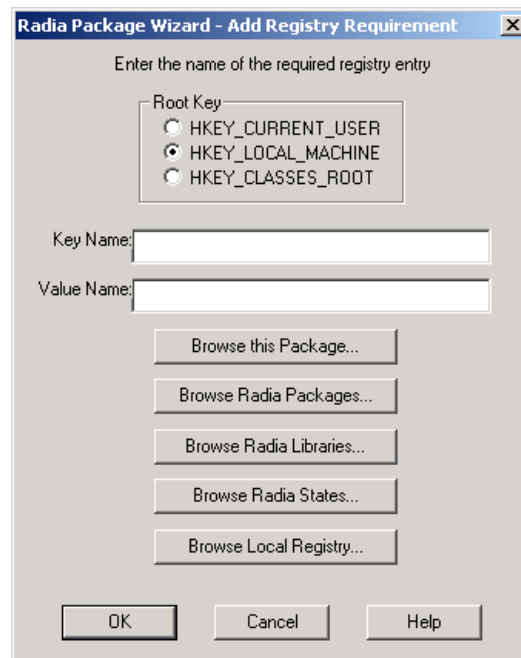 Radia Package Wizard - Add Registry Requirement
Enter the name of the required registry entry
Root Key
HKEY_CURRENT_USER
HKEY_LOCAL_MACHINE
HKEY_CLASSES_ROOT
Key Name:
Value Name:
Browse this Package...
Browse Radia Packages...
Browse Radia Libraries...
Browse Radia States...
Browse Local Registry...
OK Cancel Help